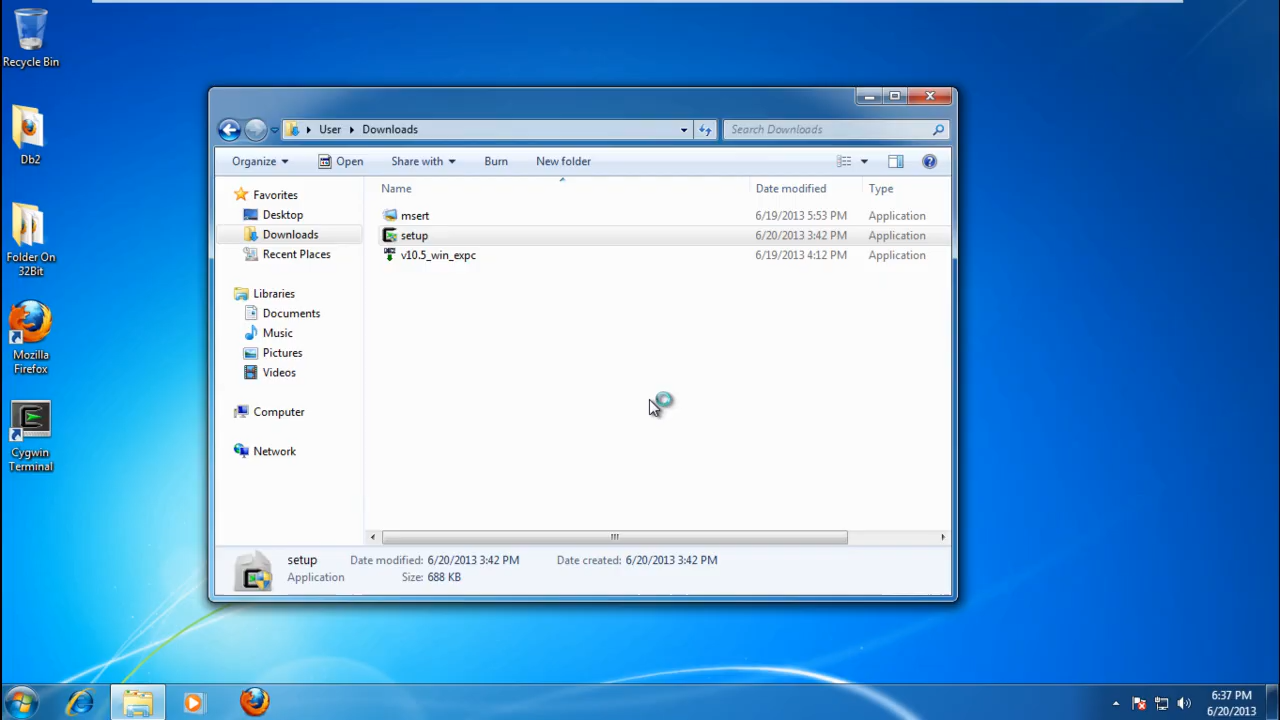 Recycle Bin
Db2
Folder On
32Bit
Mozilla
Firefox
Cygwin
Terminal
User
Downloads
Search Downloads
Organize
Open
Share with
Burn
New folder
Name
Date modified
Type
Favorites
Desktop
Downloads
Recent Places
Libraries
Documents
Music
Pictures
Videos
Computer
Network
msert 6/19/2013 5:53 PM Application
setup 6/20/2013 3:42 PM Application
v10.5_win_expc 6/19/2013 4:12 PM Application
setup Date modified: 6/20/2013 3:42 PM Date created: 6/20/2013 3:42 PM
Application Size: 688 KB
6:37 PM
6/20/2013